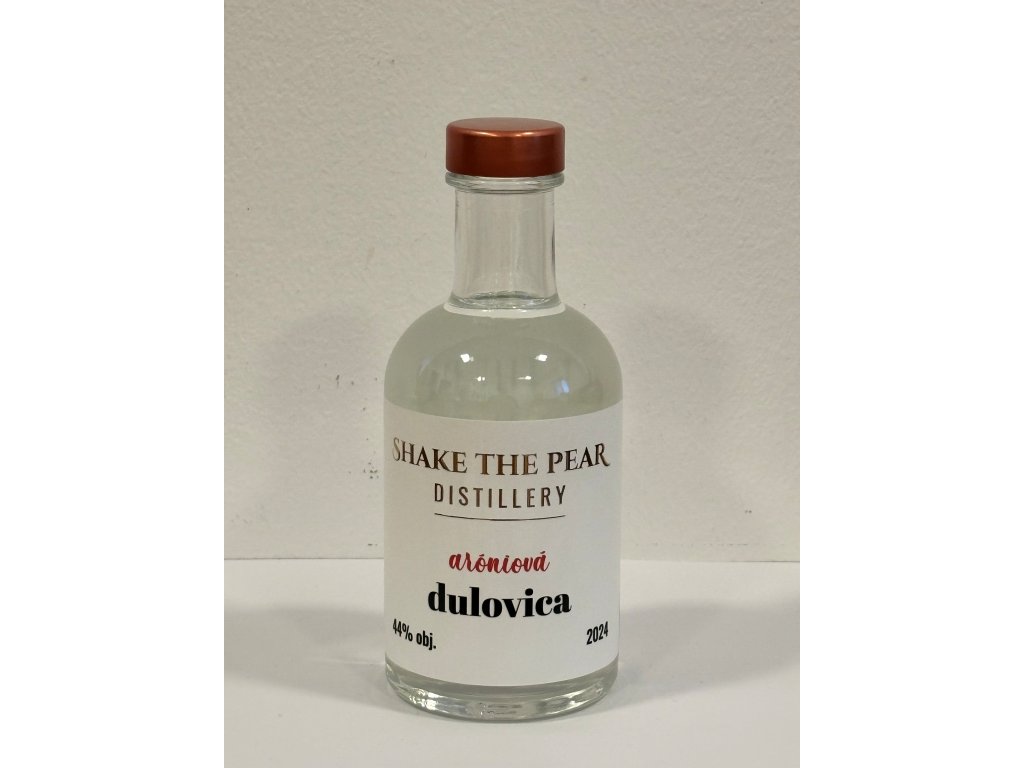 SHAKE THE PEAR
DISTILLERY
aróniová
dulovica
44% obj.
2024